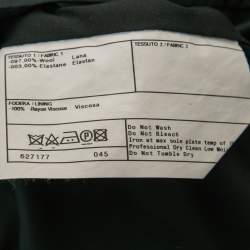 TESSUTO 1/FABRIC 1
-097,00%-Wool Lana
-003,00%-Elastane Elastan
TESSUTO 2/FABRIC 2
FODERA/LINING
-100% Rayon Viscose Viscosa
Do Not Wash
Do Not Bleach
Iron at max sole plate temp of
Professional Dry Clean Low Moi
Do Not Tumble Dry
627177 045